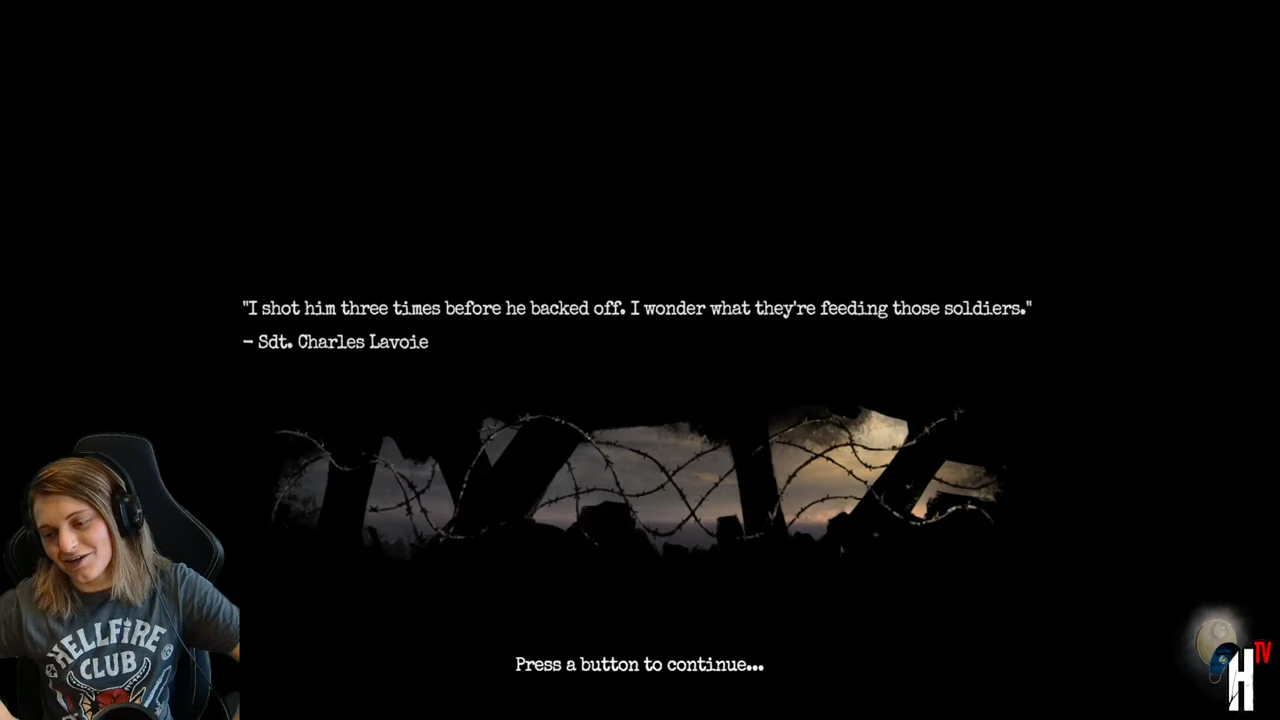 "I shot him three times before he backed off. I wonder what they're feeding those soldiers."
- Sdt. Charles Lavoie
HELLFIRE
CLUB
Press a button to continue...
H TV